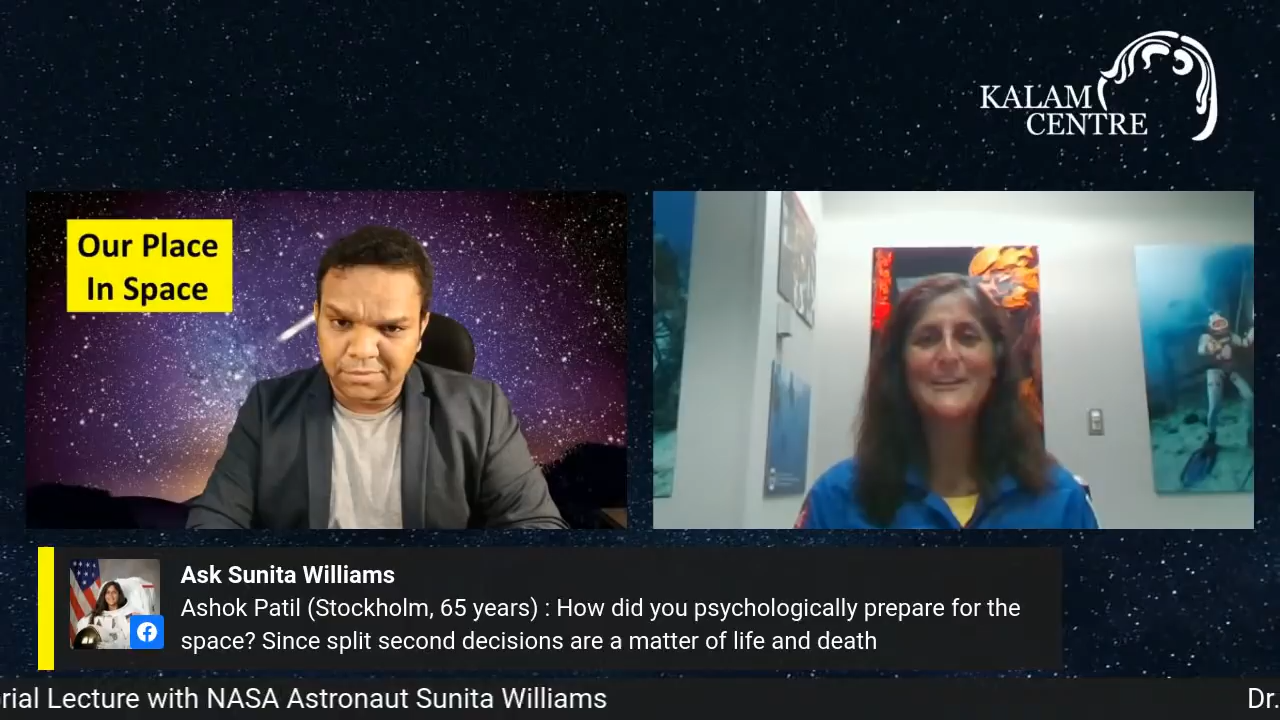 KALAM
CENTRE
Our Place
In Space
Ask Sunita Williams
Ashok Patil (Stockholm, 65 years) : How did you psychologically prepare for the
space? Since split second decisions are a matter of life and death
rial Lecture with NASA Astronaut Sunita Williams
Dr.